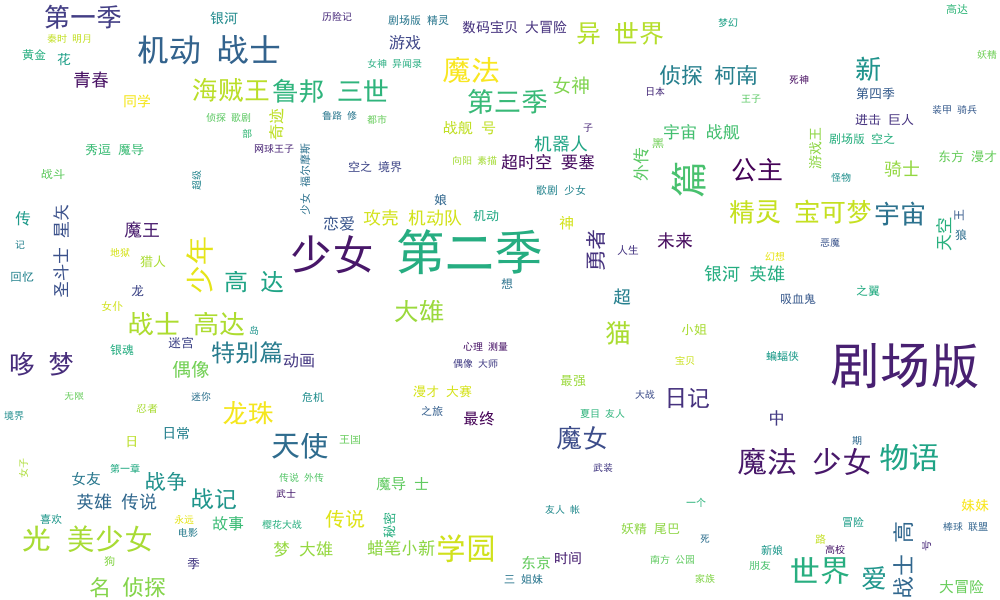 第一季
银河
历险记
剧场版 精灵
数码宝贝 大冒险
异 世界
梦幻
高达
秦时 明月
机动 战士
游戏
黄金 花
女神 异闻录
妖精
青春
魔法
侦探 柯南
新
海贼王
鲁邦 三世
女神
死神
日本
第四季
同学
第三季
王子
装甲 骑兵
侦探 歌剧
奇迹
鲁路 修
都市
战舰 号
子
宇宙 战舰
进击 巨人
部
机器人
黑
游戏王
剧场版 空之
秀逗 魔导
网球王子
向阳 素描
超时空 要塞
外传
东方 漫才
战斗
超级
少女 福尔摩斯
空之 境界
篇
公主
怪物
骑士
歌剧 少女
娘
传
圣斗士 星矢
恋爱
攻壳 机动队
机动
神
精灵 宝可梦
宇宙
王
魔王
勇者
未来
天空
狼
记
少年
少女
第二季
人生
恶魔
地狱
猎人
幻想
回忆
高 达
银河 英雄
龙
想
超
吸血鬼
之翼
女仆
大雄
战士 高达
岛
猫
小姐
迷宫
银魂
特别篇
动画
心理 测量
哆 梦
偶像
偶像 大师
宝贝
蝙蝠侠
剧场版
最强
无限
迷你
危机
漫才 大赛
大战
日记
境界
忍者
龙珠
之旅
最终
夏目 友人
中
日
日常
天使
王国
魔女
期
女子
第一章
魔法 少女
物语
武装
女友
战争
传说 外传
魔导 士
武士
英雄 传说
战记
一个
妹妹
喜欢
永远
故事
樱花大战
传说
秘密
友人 帐
冒险
棒球 联盟
光 美少女
电影
妖精 尾巴
死
路
战士 高
梦 大雄
蜡笔小新
学园
新娘
高校
狗
季
东京
时间
南方 公园
朋友
名 侦探
三 姐妹
家族
世界
爱
大冒险